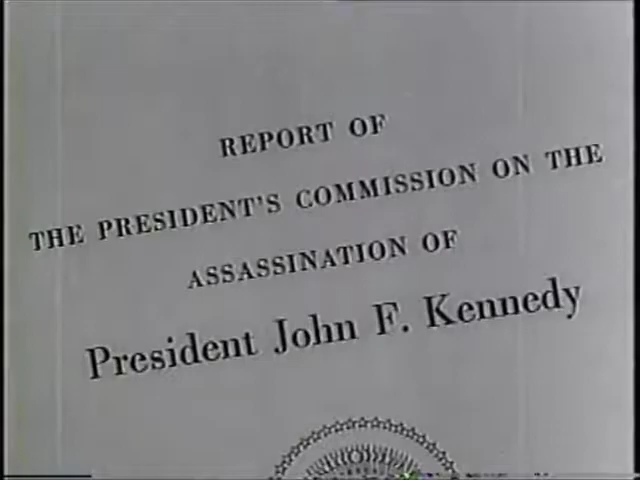 REPORT OF
THE PRESIDENT'S COMMISSION ON THE
ASSASSINATION OF
President John F. Kennedy